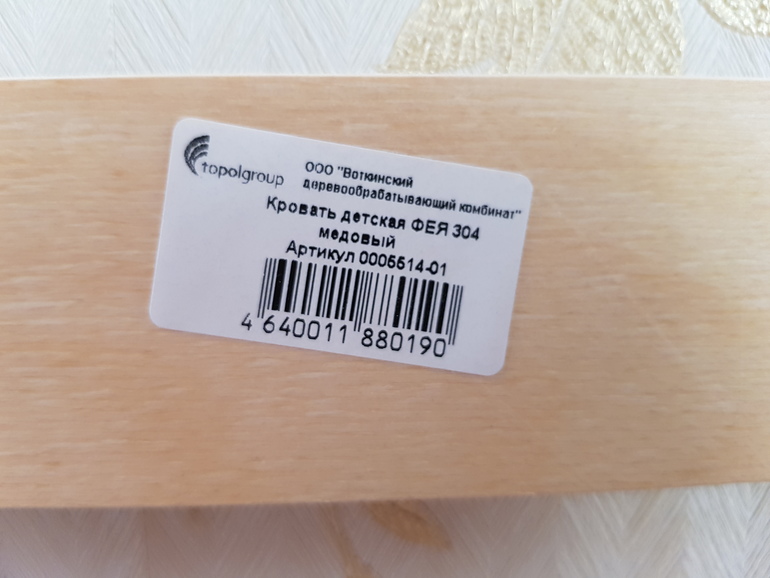 topolgroup
ООО "Воткинский
деревообрабатывающий комбинат"
Кровать детская ФЕЯ 304
медовый
Артикул 0005514-01
4 640011 880190